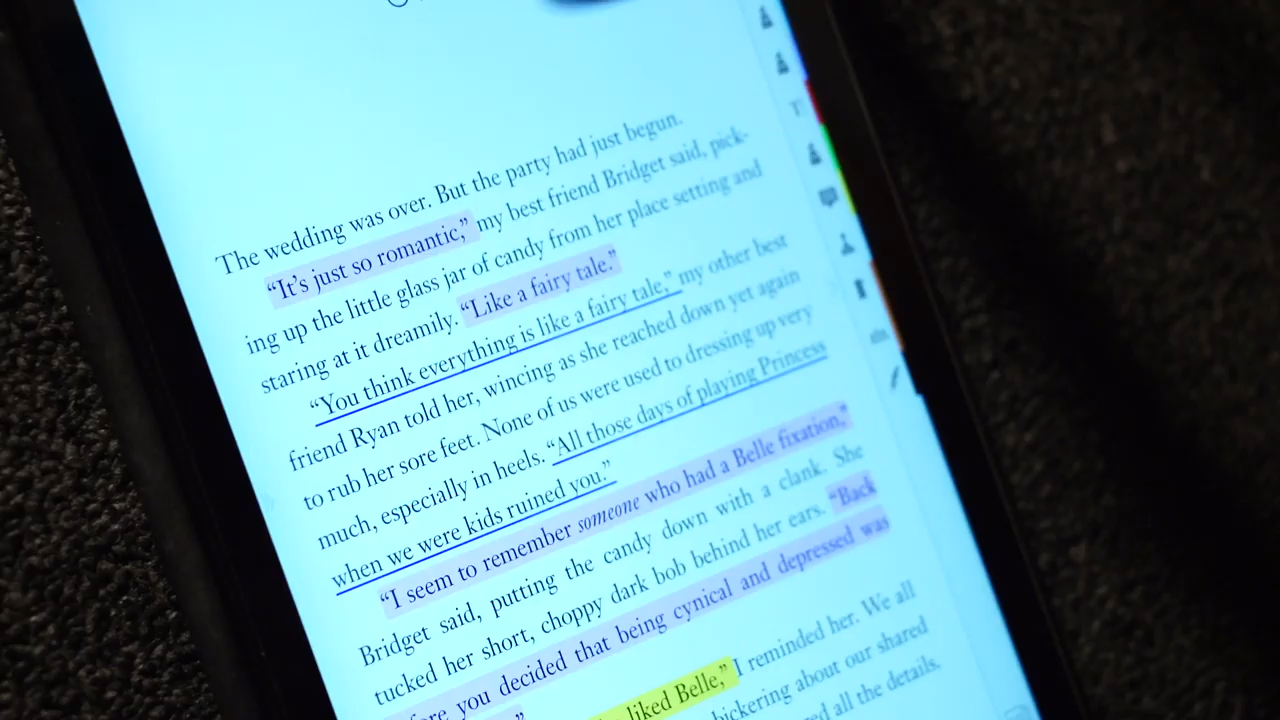 The wedding was over. But the party had just begun.
“It’s just so romantic,” my best friend Bridget said, pick-
ing up the little glass jar of candy from her place setting and
staring at it dreamily. “Like a fairy tale.”
“You think everything is like a fairy tale,” my other best
friend Ryan told her, wincing as she reached down yet again
to rub her sore feet. None of us were used to dressing up very
much, especially in heels. “All those days of playing Princess
when we were kids ruined you.”
“I seem to remember someone who had a Belle fixation,”
Bridget said, putting the candy down with a clank. She
tucked her short, choppy dark bob behind her ears. “Back
you decided that being cynical and depressed was
liked Belle,” I reminded her. We all
bickering about our shared
all the details.